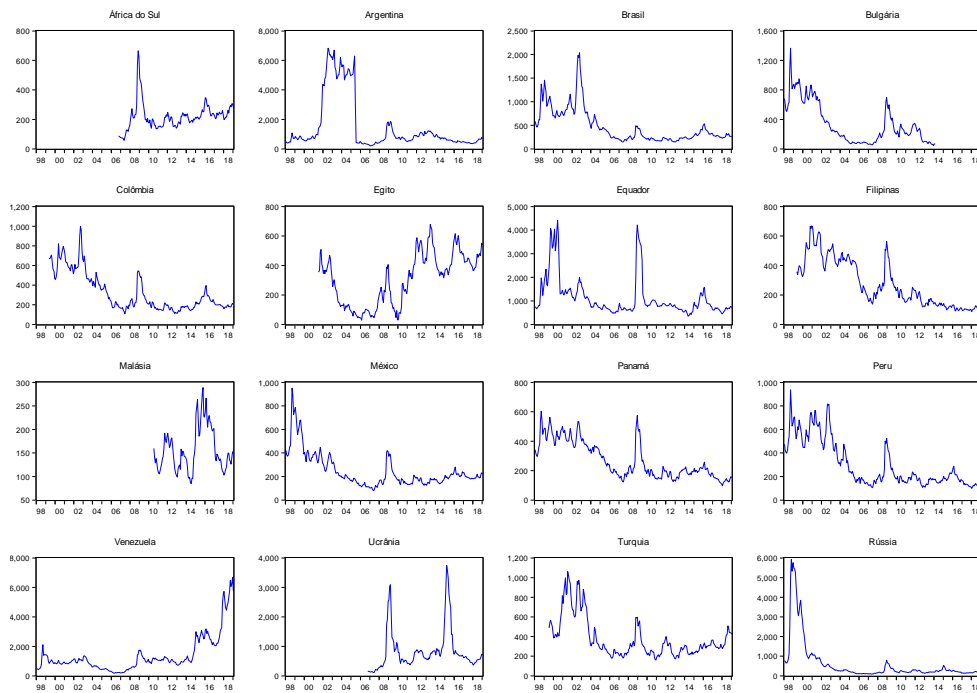 África do Sul
800
600
400
200
0
98 00 02 04 06 08 10 12 14 16 18
Argentina
8,000
6,000
4,000
2,000
0
98 00 02 04 06 08 10 12 14 16 18
Brasil
2,500
2,000
1,500
1,000
500
0
98 00 02 04 06 08 10 12 14 16 18
Bulgária
1,600
1,200
800
400
0
98 00 02 04 06 08 10 12 14 16 18
Colômbia
1,200
1,000
800
600
400
200
0
98 00 02 04 06 08 10 12 14 16 18
Egito
800
600
400
200
0
98 00 02 04 06 08 10 12 14 16 18
Equador
5,000
4,000
3,000
2,000
1,000
0
98 00 02 04 06 08 10 12 14 16 18
Filipinas
800
600
400
200
0
98 00 02 04 06 08 10 12 14 16 18
Malásia
300
250
200
150
100
50
98 00 02 04 06 08 10 12 14 16 18
México
1,000
800
600
400
200
0
98 00 02 04 06 08 10 12 14 16 18
Panamá
800
600
400
200
0
98 00 02 04 06 08 10 12 14 16 18
Peru
1,000
800
600
400
200
0
98 00 02 04 06 08 10 12 14 16 18
Venezuela
8,000
6,000
4,000
2,000
0
98 00 02 04 06 08 10 12 14 16 18
Ucrânia
4,000
3,000
2,000
1,000
0
98 00 02 04 06 08 10 12 14 16 18
Turquia
1,200
1,000
800
600
400
200
0
98 00 02 04 06 08 10 12 14 16 18
Rússia
6,000
5,000
4,000
3,000
2,000
1,000
0
98 00 02 04 06 08 10 12 14 16 18